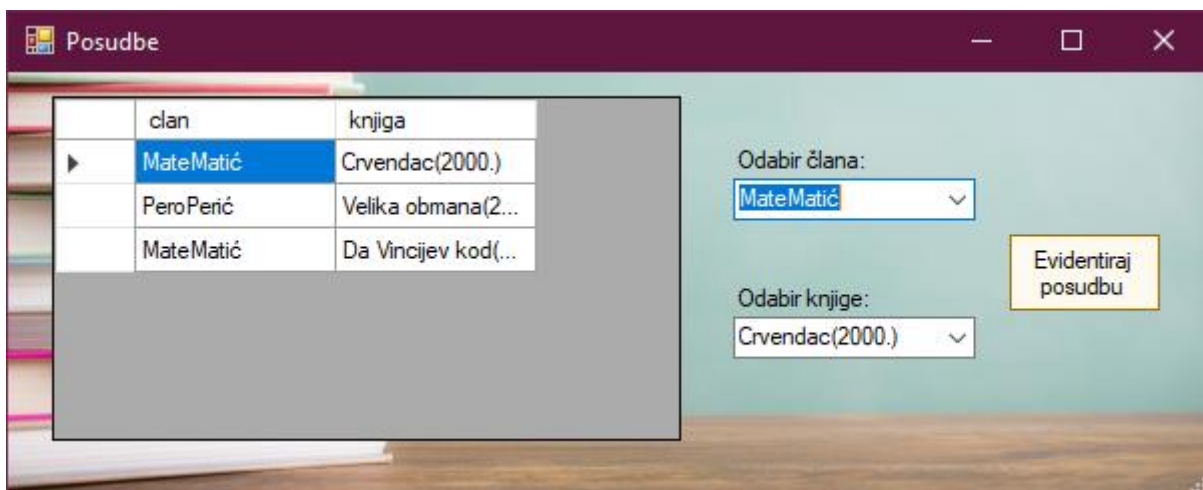 Posudbe
clan knjiga
MateMatić Crvendac(2000.)
PeroPerić Velika obmana(2...
MateMatić Da Vincijev kod(...
Odabir člana:
MateMatić
Evidentiraj
posudbu
Odabir knjige:
Crvendac(2000.)